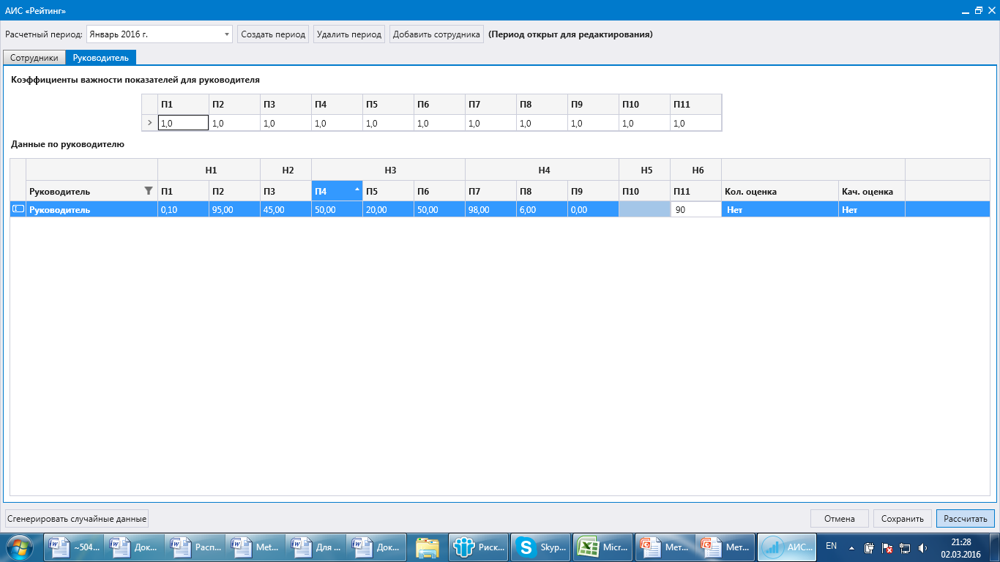 АИС «Рейтинг»
Расчетный период: Январь 2016 г. Создать период Удалить период Добавить сотрудника (Период открыт для редактирования)
Сотрудники Руководитель
Коэффициенты важности показателей для руководителя
П1 П2 П3 П4 П5 П6 П7 П8 П9 П10 П11
1,0 1,0 1,0 1,0 1,0 1,0 1,0 1,0 1,0 1,0 1,0
Данные по руководителю
Н1 Н2 Н3 Н4 Н5 Н6
Руководитель П1 П2 П3 П4 П5 П6 П7 П8 П9 П10 П11 Кол. оценка Кач. оценка
Руководитель 0,10 95,00 45,00 50,00 20,00 50,00 98,00 6,00 0,00 90 Нет Нет
Сгенерировать случайные данные Отмена Сохранить Рассчитать
~504... Док... Расп... Met... Для ... Док... Риск... Skyp... Micr... Мет... Мет... АИС... EN 21:28
02.03.2016